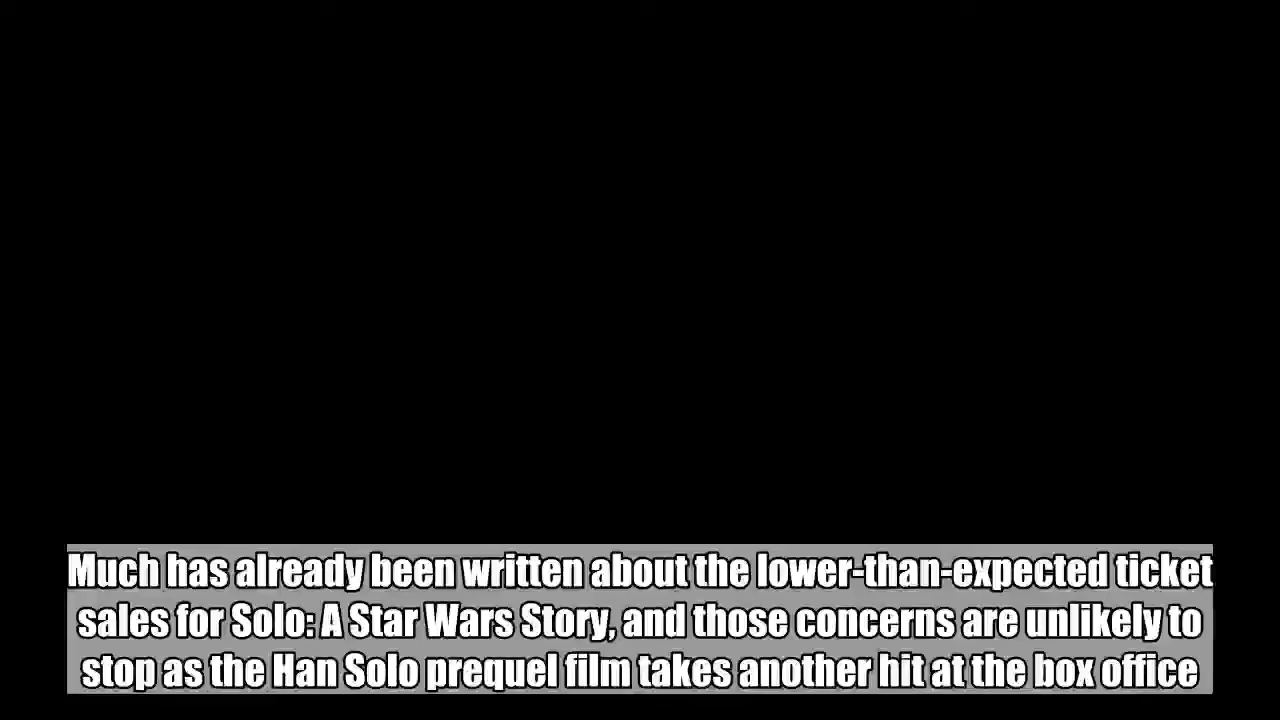 Much has already been written about the lower-than-expected ticket
sales for Solo: A Star Wars Story, and those concerns are unlikely to
stop as the Han Solo prequel film takes another hit at the box office